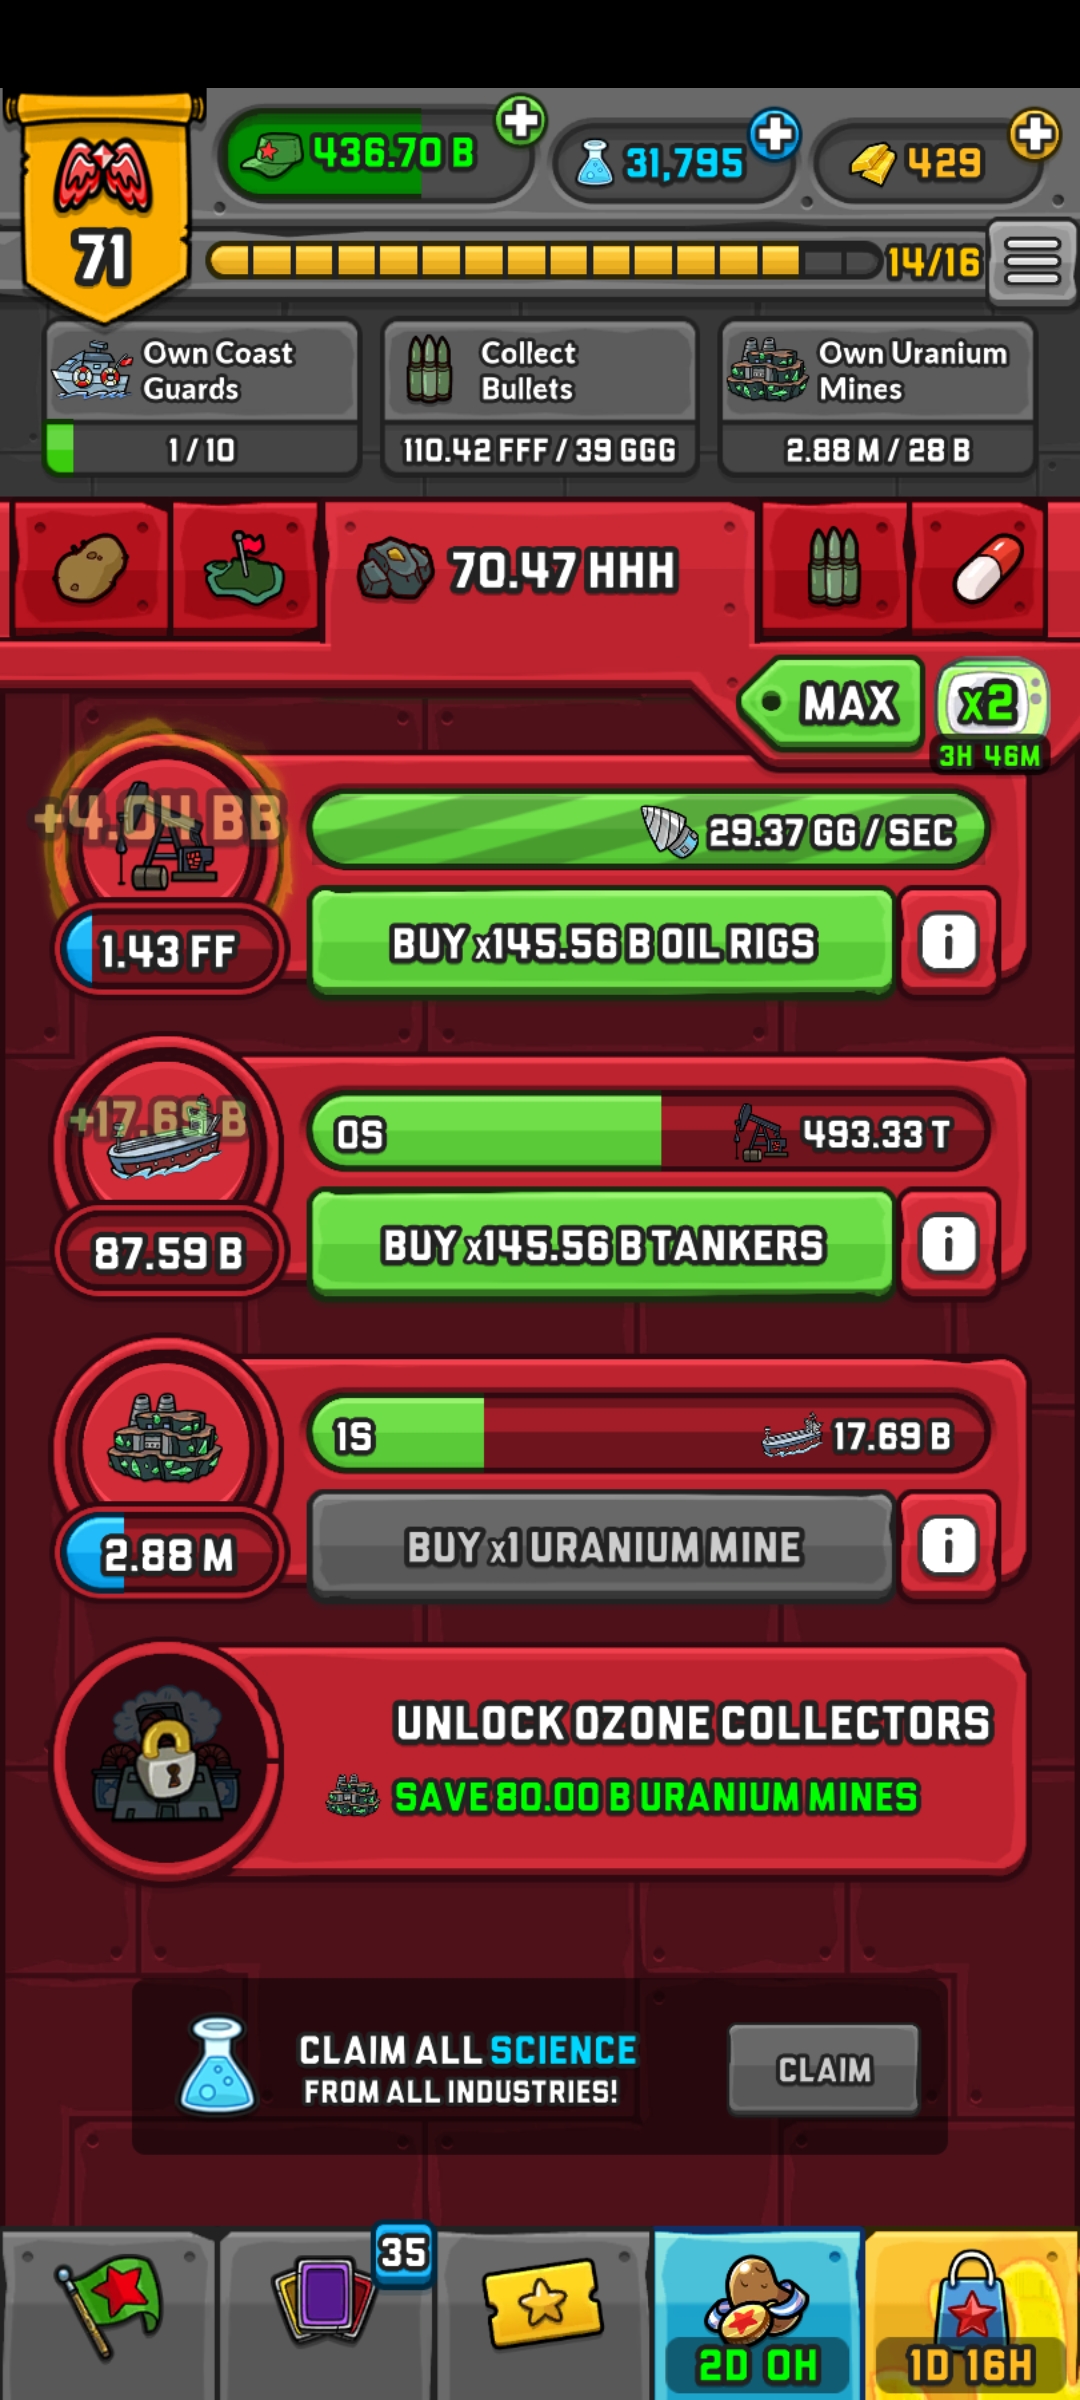 436.70 B
31,795
429
71
14/16
Own Coast
Guards
1 / 10
Collect
Bullets
110.42 FFF / 39 GGG
Own Uranium
Mines
2.88 M / 28 B
70.47 HHH
MAX
x2
3H 46M
+4.04 BB
29.37 GG / SEC
1.43 FF
BUY x145.56 B OIL RIGS
i
+17.69 B
0S
493.33 T
87.59 B
BUY x145.56 B TANKERS
i
1S
17.69 B
2.88 M
BUY x1 URANIUM MINE
i
UNLOCK OZONE COLLECTORS
SAVE 80.00 B URANIUM MINES
CLAIM ALL SCIENCE
FROM ALL INDUSTRIES!
CLAIM
35
2D 0H
1D 16H